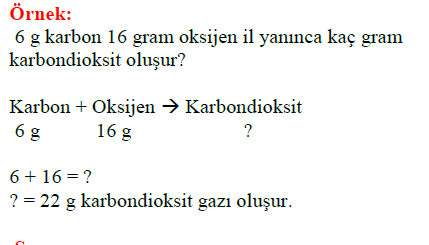 Örnek:
6 g karbon 16 gram oksijen il yanınca kaç gram
karbondioksit oluşur?
Karbon + Oksijen → Karbondioksit
6 g 16 g ?
6 + 16 = ?
? = 22 g karbondioksit gazı oluşur.